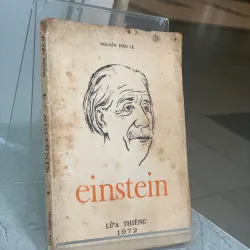 NGUYỄN HIẾN LÊ
einstein
LỬA THIÊNG
1972